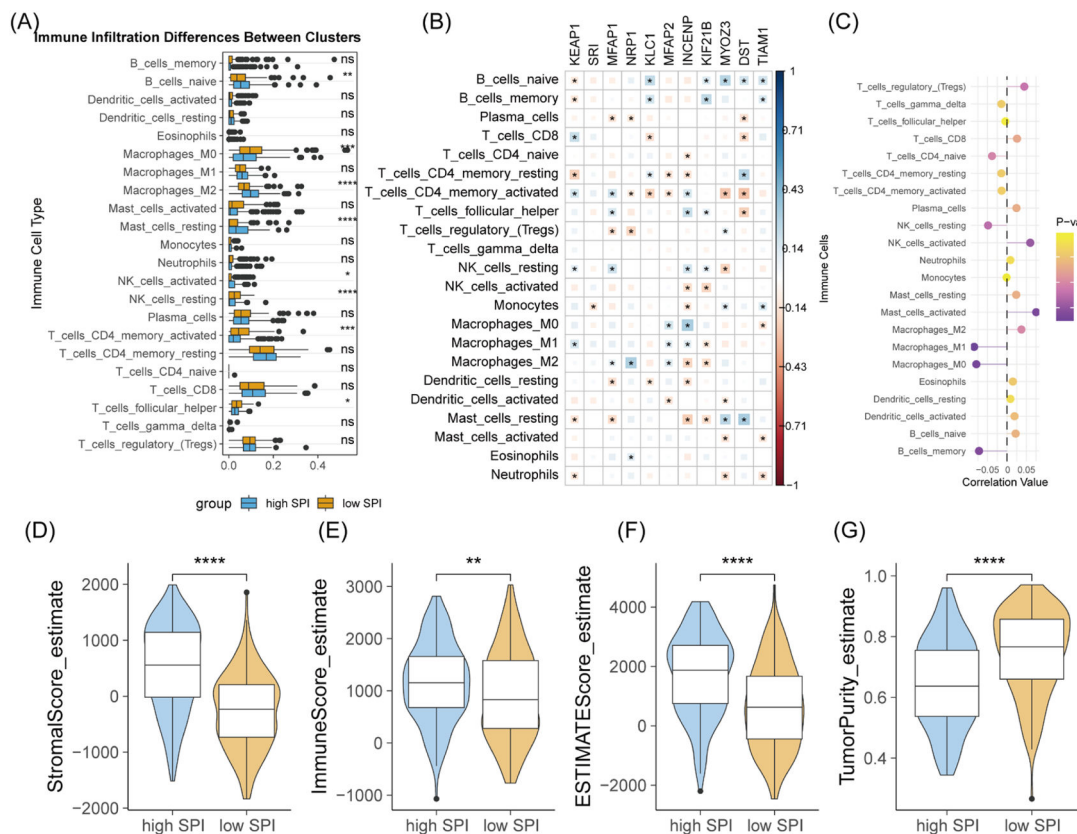 (A)
Immune Infiltration Differences Between Clusters
Immune Cell Type
B_cells_memory
ns
B_cells_naive
**
Dendritic_cells_activated
ns
Dendritic_cells_resting
ns
Eosinophils
ns
Macrophages_M0
Macrophages_M1
ns
Macrophages_M2
****
Mast_cells_activated
ns
Mast_cells_resting
****
Monocytes
ns
Neutrophils
ns
NK_cells_activated
*
NK_cells_resting
****
Plasma_cells
ns
T_cells_CD4_memory_activated
***
T_cells_CD4_memory_resting
ns
T_cells_CD4_naive
ns
T_cells_CD8
ns
T_cells_follicular_helper
*
T_cells_gamma_delta
ns
T_cells_regulatory_(Tregs)
ns
0.0 0.2 0.4
group high SPI low SPI
(B)
KEAP1
SRI
MFAP1
NRP1
KLC1
MFAP2
INCENP
KIF21B
MYOZ3
DST
TIAM1
B_cells_naive
B_cells_memory
Plasma_cells
T_cells_CD8
T_cells_CD4_naive
T_cells_CD4_memory_resting
T_cells_CD4_memory_activated
T_cells_follicular_helper
T_cells_regulatory_(Tregs)
T_cells_gamma_delta
NK_cells_resting
NK_cells_activated
Monocytes
Macrophages_M0
Macrophages_M1
Macrophages_M2
Dendritic_cells_resting
Dendritic_cells_activated
Mast_cells_resting
Mast_cells_activated
Eosinophils
Neutrophils
1
0.71
0.43
0.14
-0.14
-0.43
-0.71
-1
(C)
Immune Cells
T_cells_regulatory_(Tregs)
T_cells_gamma_delta
T_cells_follicular_helper
T_cells_CD8
T_cells_CD4_naive
T_cells_CD4_memory_resting
T_cells_CD4_memory_activated
Plasma_cells
NK_cells_resting
NK_cells_activated
Neutrophils
Monocytes
Mast_cells_resting
Mast_cells_activated
Macrophages_M2
Macrophages_M1
Macrophages_M0
Eosinophils
Dendritic_cells_resting
Dendritic_cells_activated
B_cells_naive
B_cells_memory
-0.05 0 0.05
Correlation Value
P-va
(D)
StromalScore_estimate
****
2000
1000
0
-1000
-2000
high SPI low SPI
(E)
ImmuneScore_estimate
**
3000
2000
1000
0
-1000
high SPI low SPI
(F)
ESTIMATEScore_estimate
****
4000
2000
0
-2000
high SPI low SPI
(G)
TumorPurity_estimate
****
1.0
0.8
0.6
0.4
high SPI low SPI